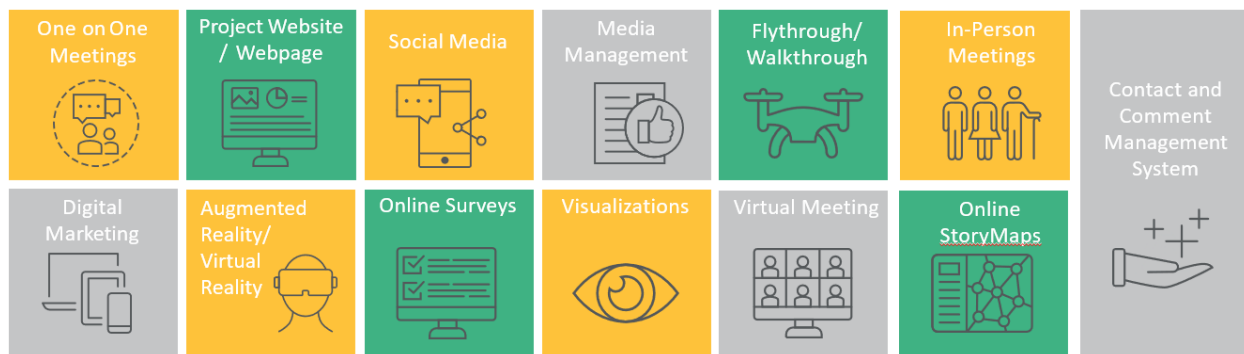 One on One
Meetings
Project Website
/ Webpage
Social Media
Media
Management
Flythrough/
Walkthrough
In-Person
Meetings
Contact and
Comment
Management
System
Digital
Marketing
Augmented
Reality/
Virtual
Reality
Online Surveys
Visualizations
Virtual Meeting
Online
StoryMaps